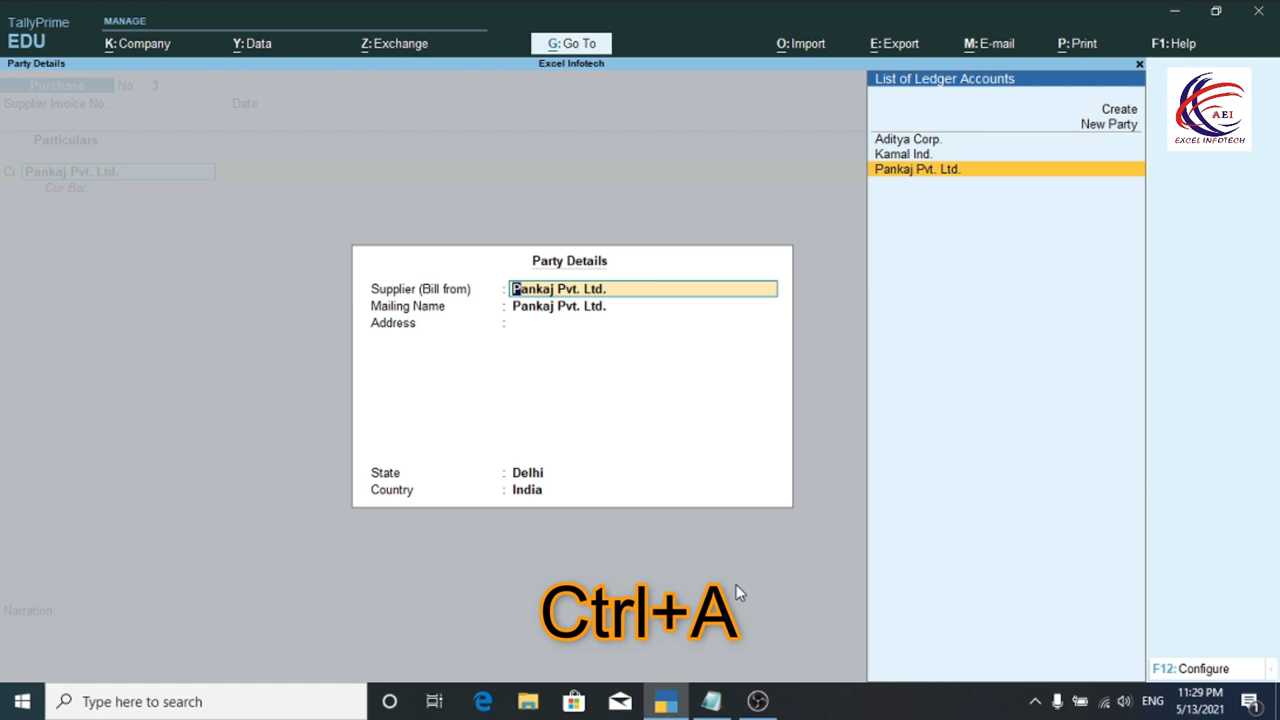 TallyPrime
EDU
MANAGE
K: Company
Y: Data
Z: Exchange
G: Go To
O: Import
E: Export
M: E-mail
P: Print
F1: Help
Party Details
Excel Infotech
Purchase No. 3
Supplier Invoice No.:
Date :
Particulars
Cr Pankaj Pvt. Ltd.
Cur Bal:
Narration:
Party Details
Supplier (Bill from) : Pankaj Pvt. Ltd.
Mailing Name : Pankaj Pvt. Ltd.
Address :
State : Delhi
Country : India
List of Ledger Accounts
Create
New Party
Aditya Corp.
Kamal Ind.
Pankaj Pvt. Ltd.
AEI
EXCEL INFOTECH
Ctrl+A
F12: Configure
Type here to search
ENG
11:29 PM
5/13/2021
1